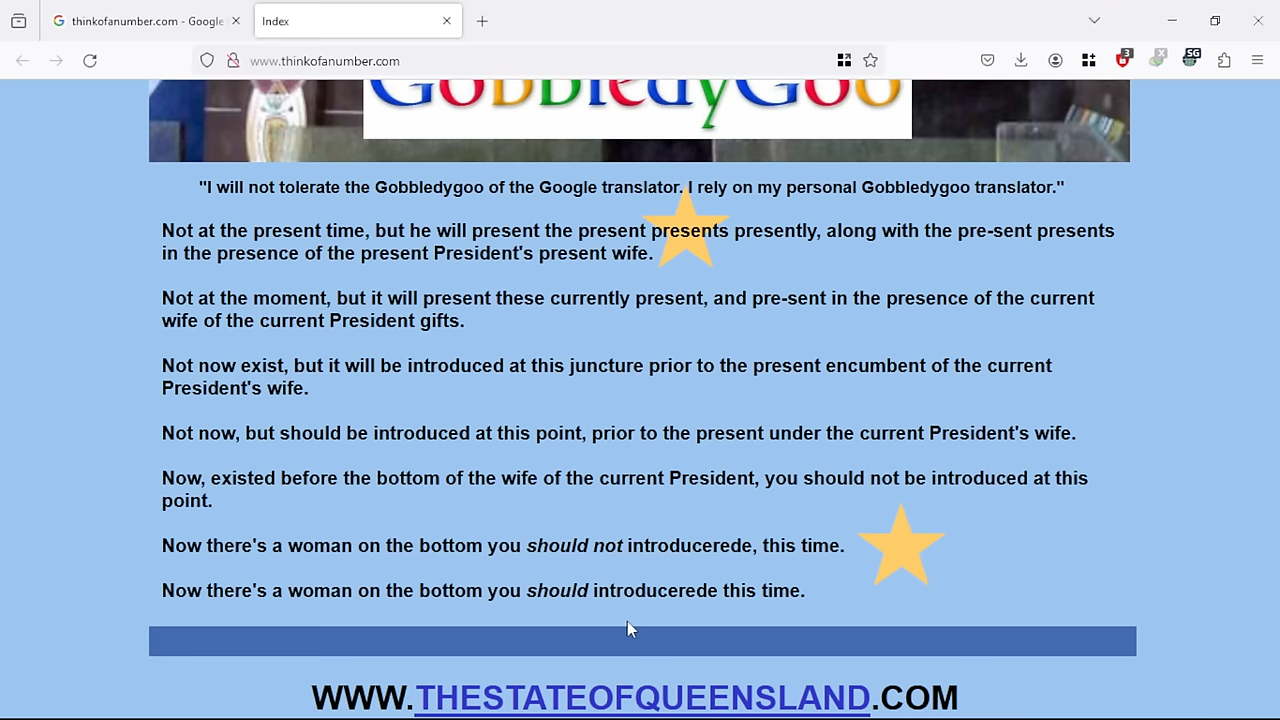 thinkofanumber.com - Google
Index
www.thinkofanumber.com
3
SG
GobbledyGoo
"I will not tolerate the Gobbledygoo of the Google translator. I rely on my personal Gobbledygoo translator."
Not at the present time, but he will present the present presents presently, along with the pre-sent presents
in the presence of the present President's present wife.
Not at the moment, but it will present these currently present, and pre-sent in the presence of the current
wife of the current President gifts.
Not now exist, but it will be introduced at this juncture prior to the present encumbent of the current
President's wife.
Not now, but should be introduced at this point, prior to the present under the current President's wife.
Now, existed before the bottom of the wife of the current President, you should not be introduced at this
point.
Now there's a woman on the bottom you should not introducerede, this time.
Now there's a woman on the bottom you should introducerede this time.
WWW.THESTATEOFQUEENSLAND.COM